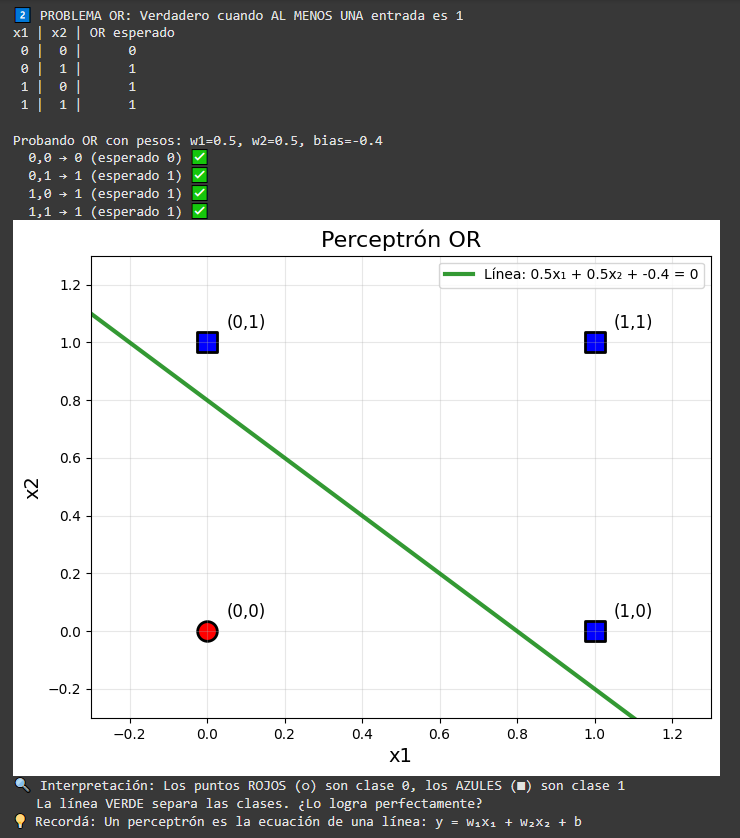 2️⃣ PROBLEMA OR: Verdadero cuando AL MENOS UNA entrada es 1
x1 | x2 | OR esperado
0 | 0 | 0
0 | 1 | 1
1 | 0 | 1
1 | 1 | 1
Probando OR con pesos: w1=0.5, w2=0.5, bias=-0.4
0,0 → 0 (esperado 0) ✅
0,1 → 1 (esperado 1) ✅
1,0 → 1 (esperado 1) ✅
1,1 → 1 (esperado 1) ✅
Perceptrón OR
Línea: 0.5x₁ + 0.5x₂ + -0.4 = 0
1.2
(0,1)
(1,1)
1.0
0.8
0.6
x2
0.4
0.2
(0,0)
(1,0)
0.0
−0.2
−0.2 0.0 0.2 0.4 0.6 0.8 1.0 1.2
x1
🔍 Interpretación: Los puntos ROJOS (○) son clase 0, los AZULES (■) son clase 1
La línea VERDE separa las clases. ¿Lo logra perfectamente?
💡 Recordá: Un perceptrón es la ecuación de una línea: y = w₁x₁ + w₂x₂ + b